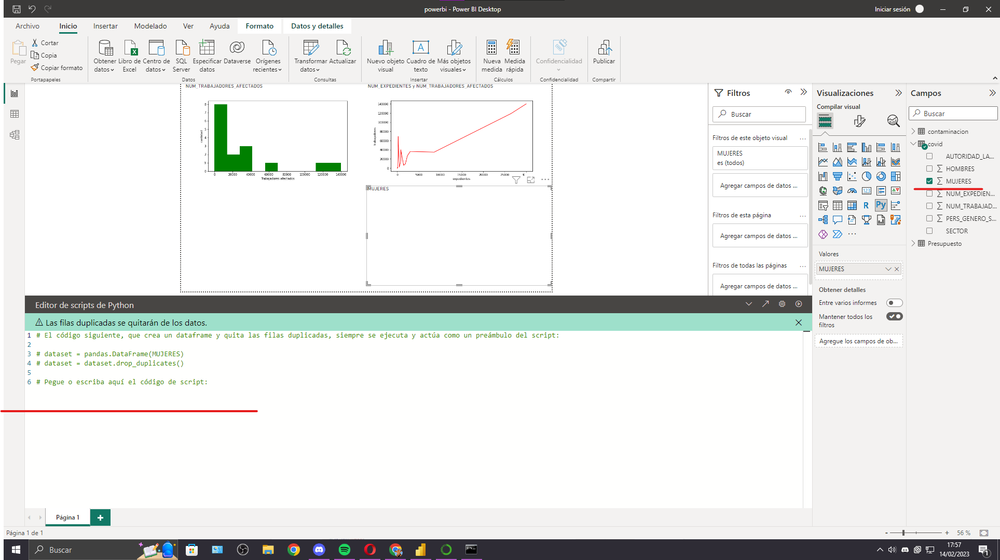 powerbi - Power BI Desktop
Iniciar sesión
Archivo
Inicio
Insertar
Modelado
Ver
Ayuda
Formato
Datos y detalles
Pegar
Cortar
Copia
Copiar formato
Portapapeles
Obtener datos
Libro de Excel
Centro de datos
SQL Server
Especificar datos
Dataverse
Orígenes recientes
Datos
Transformar datos
Actualizar
Consultas
Nuevo objeto visual
Cuadro de texto
Más objetos visuales
Insertar
Nueva medida
Medida rápida
Cálculos
Confidencialidad
Confidencialidad
Publicar
Compartir
NUM_TRABAJADORES_AFECTADOS
8
7
6
5
4
3
2
1
0
cantidad
0 20000 40000 60000 80000 100000 120000 140000
Trabajadores afectados
NUM_EXPEDIENTES y NUM_TRABAJADORES_AFECTADOS
140000
120000
100000
80000
60000
40000
20000
0
trabajadores
0 5000 10000 15000 20000 25000
expedientes
MUJERES
Filtros
Buscar
Filtros de este objeto visual ...
MUJERES
es (todos)
Agregar campos de datos ...
Filtros de esta página ...
Agregar campos de datos ...
Filtros de todas las páginas ...
Agregar campos de datos ...
Visualizaciones
Compilar visual
123
R
Py
...
Valores
MUJERES
Obtener detalles
Entre varios informes
Mantener todos los filtros
Agregue los campos de ob...
Campos
Buscar
contaminacion
covid
AUTORIDAD_LA...
HOMBRES
MUJERES
NUM_EXPEDIEN...
NUM_TRABAJAD...
PERS_GENERO_S...
SECTOR
Presupuesto
Editor de scripts de Python
Las filas duplicadas se quitarán de los datos.
1 # El código siguiente, que crea un dataframe y quita las filas duplicadas, siempre se ejecuta y actúa como un preámbulo del script:
2
3 # dataset = pandas.DataFrame(MUJERES)
4 # dataset = dataset.drop_duplicates()
5
6 # Pegue o escriba aquí el código de script:
Página 1
Página 1 de 1
- + 56 %
Buscar
17:57
14/02/2023
1